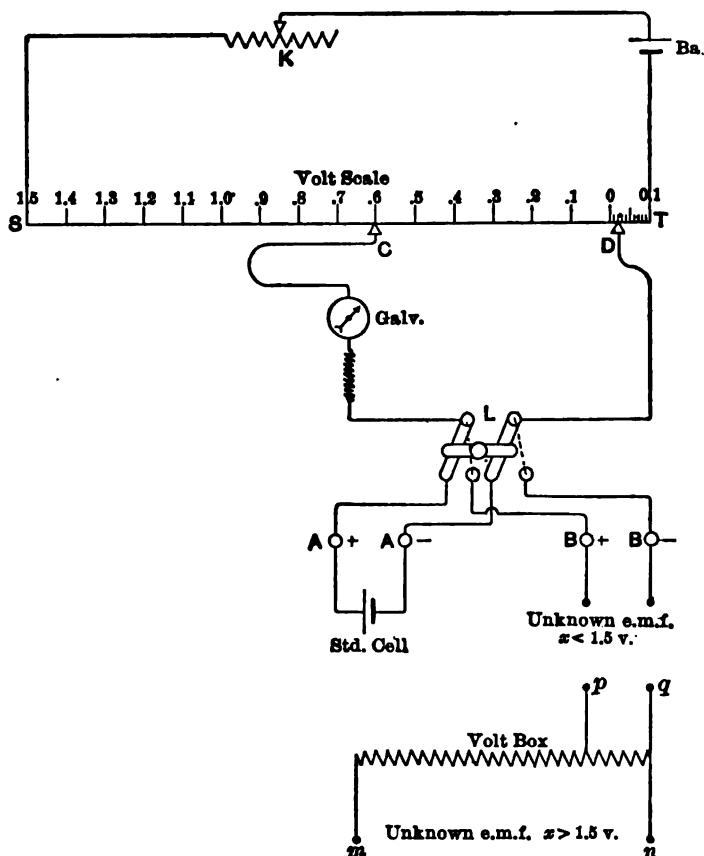 K
Ba.
Volt Scale
1.5 1.4 1.3 1.2 1.1 1.0 .9 .8 .7 .6 .5 .4 .3 .2 .1 0 0.1
S T
C D
Galv.
L
A + A − B + B −
Std. Cell
Unknown e.m.f.
x < 1.5 v.
p q
Volt Box
Unknown e.m.f. x > 1.5 v.
m n